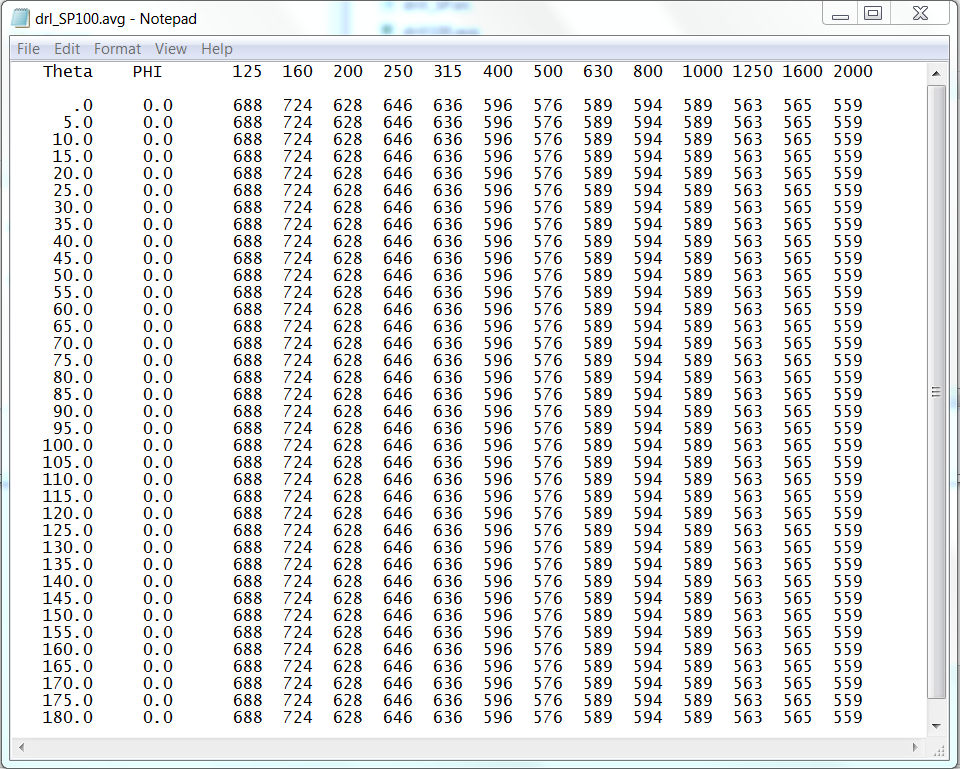 drl_SP100.avg - Notepad
File Edit Format View Help
Theta PHI 125 160 200 250 315 400 500 630 800 1000 1250 1600 2000
.0 0.0 688 724 628 646 636 596 576 589 594 589 563 565 559
5.0 0.0 688 724 628 646 636 596 576 589 594 589 563 565 559
10.0 0.0 688 724 628 646 636 596 576 589 594 589 563 565 559
15.0 0.0 688 724 628 646 636 596 576 589 594 589 563 565 559
20.0 0.0 688 724 628 646 636 596 576 589 594 589 563 565 559
25.0 0.0 688 724 628 646 636 596 576 589 594 589 563 565 559
30.0 0.0 688 724 628 646 636 596 576 589 594 589 563 565 559
35.0 0.0 688 724 628 646 636 596 576 589 594 589 563 565 559
40.0 0.0 688 724 628 646 636 596 576 589 594 589 563 565 559
45.0 0.0 688 724 628 646 636 596 576 589 594 589 563 565 559
50.0 0.0 688 724 628 646 636 596 576 589 594 589 563 565 559
55.0 0.0 688 724 628 646 636 596 576 589 594 589 563 565 559
60.0 0.0 688 724 628 646 636 596 576 589 594 589 563 565 559
65.0 0.0 688 724 628 646 636 596 576 589 594 589 563 565 559
70.0 0.0 688 724 628 646 636 596 576 589 594 589 563 565 559
75.0 0.0 688 724 628 646 636 596 576 589 594 589 563 565 559
80.0 0.0 688 724 628 646 636 596 576 589 594 589 563 565 559
85.0 0.0 688 724 628 646 636 596 576 589 594 589 563 565 559
90.0 0.0 688 724 628 646 636 596 576 589 594 589 563 565 559
95.0 0.0 688 724 628 646 636 596 576 589 594 589 563 565 559
100.0 0.0 688 724 628 646 636 596 576 589 594 589 563 565 559
105.0 0.0 688 724 628 646 636 596 576 589 594 589 563 565 559
110.0 0.0 688 724 628 646 636 596 576 589 594 589 563 565 559
115.0 0.0 688 724 628 646 636 596 576 589 594 589 563 565 559
120.0 0.0 688 724 628 646 636 596 576 589 594 589 563 565 559
125.0 0.0 688 724 628 646 636 596 576 589 594 589 563 565 559
130.0 0.0 688 724 628 646 636 596 576 589 594 589 563 565 559
135.0 0.0 688 724 628 646 636 596 576 589 594 589 563 565 559
140.0 0.0 688 724 628 646 636 596 576 589 594 589 563 565 559
145.0 0.0 688 724 628 646 636 596 576 589 594 589 563 565 559
150.0 0.0 688 724 628 646 636 596 576 589 594 589 563 565 559
155.0 0.0 688 724 628 646 636 596 576 589 594 589 563 565 559
160.0 0.0 688 724 628 646 636 596 576 589 594 589 563 565 559
165.0 0.0 688 724 628 646 636 596 576 589 594 589 563 565 559
170.0 0.0 688 724 628 646 636 596 576 589 594 589 563 565 559
175.0 0.0 688 724 628 646 636 596 576 589 594 589 563 565 559
180.0 0.0 688 724 628 646 636 596 576 589 594 589 563 565 559